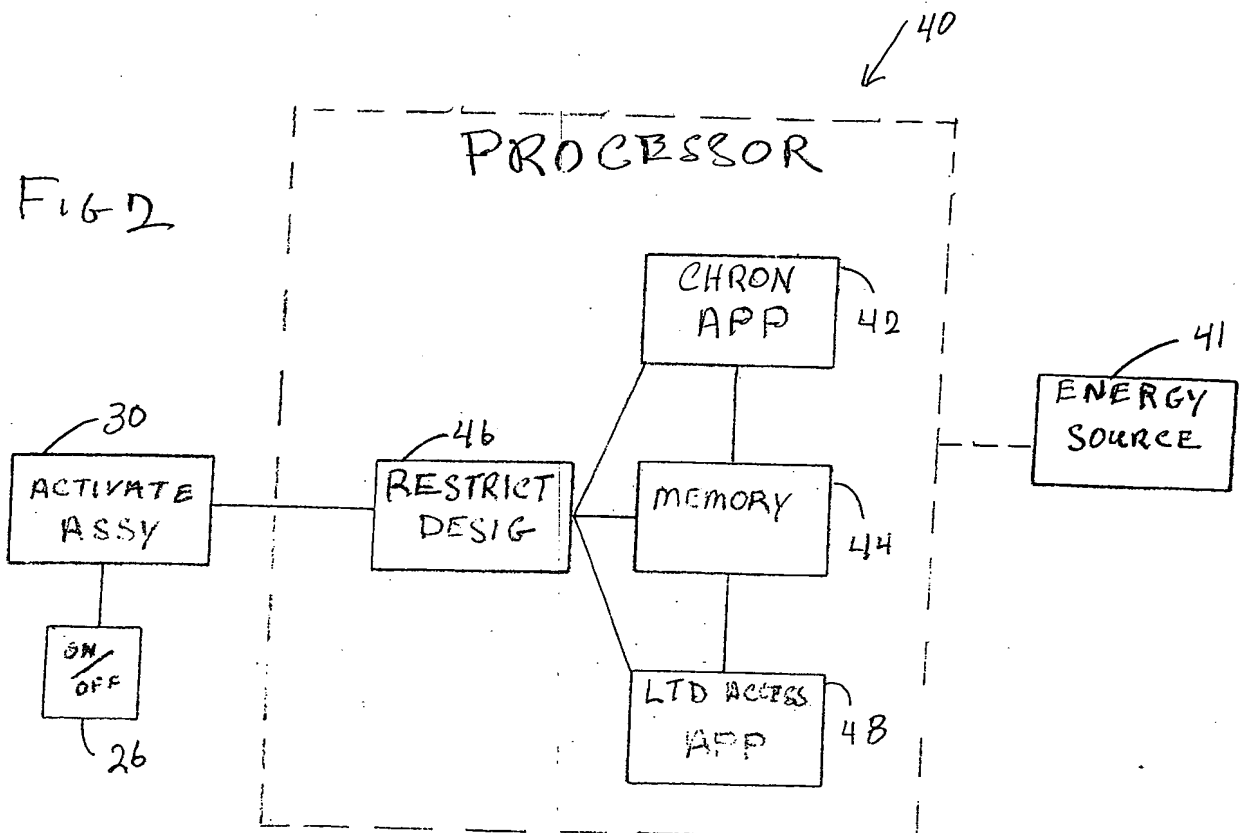 40
PROCESSOR
FIG 2
CHRON
APP
42
41
ENERGY
SOURCE
30
46
ACTIVATE
ASSY
RESTRICT
DESIG
MEMORY
44
ON/
OFF
26
LTD ACCESS
APP
48